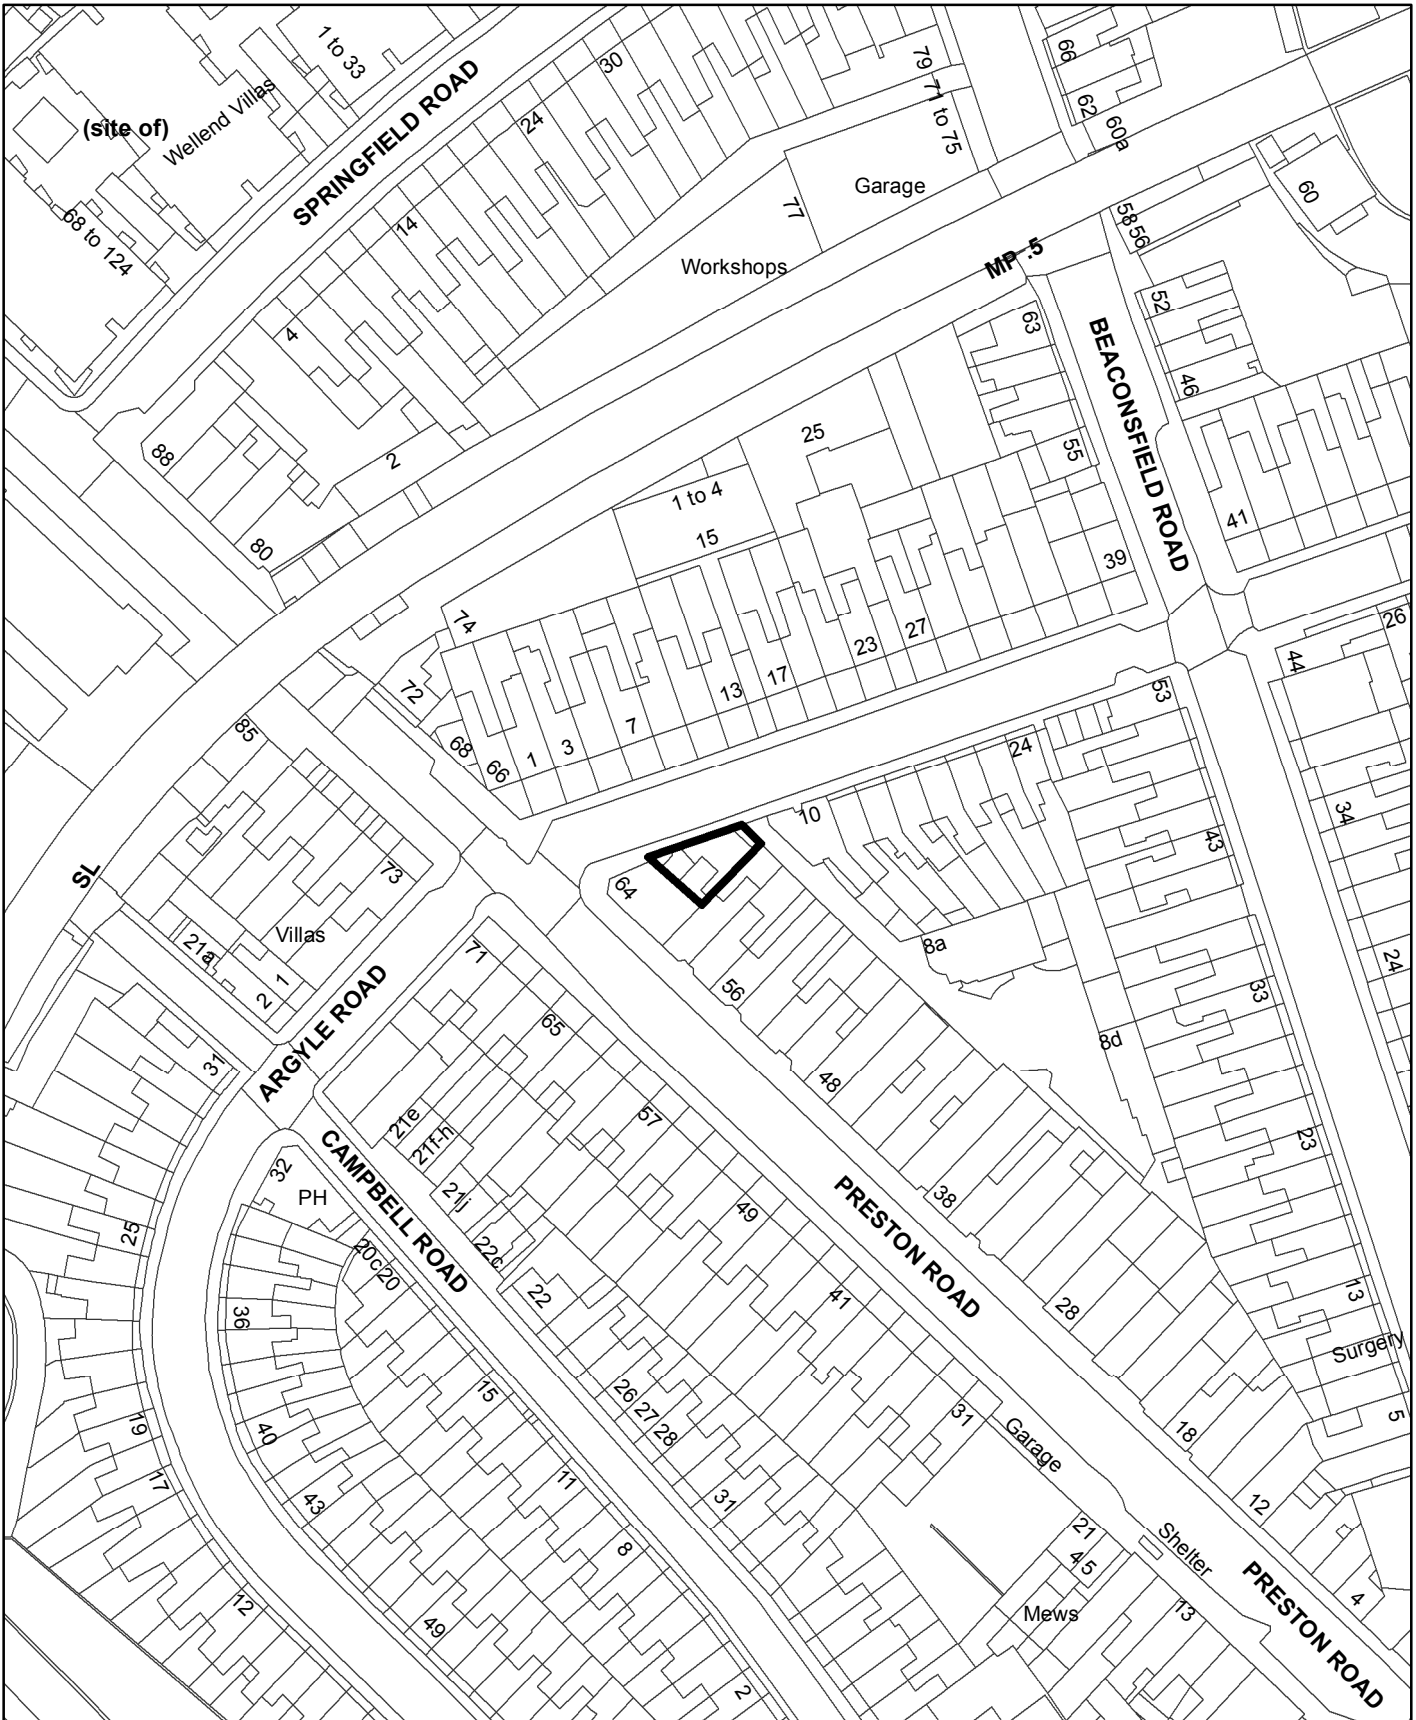 1 to 33
30
79
71 to 75
66
62
60a
(site of)
Wellend Villas
SPRINGFIELD ROAD
24
Garage
60
77
14
68 to 124
58
56
Workshops
MP .5
52
4
63
BEACONSFIELD ROAD
46
88
2
25
55
1 to 4
15
41
80
39
74
26
72
27
23
17
13
7
3
1
44
53
85
68
66
24
10
34
43
SL
73
64
Villas
21a
1
2
71
8a
24
56
33
65
ARGYLE ROAD
31
8d
48
57
21e
21f-h
23
CAMPBELL ROAD
32
PH
21j
38
49
PRESTON ROAD
25
22c
20c
20
22
41
28
13
36
Surgery
15
26
27
28
31
Garage
18
5
19
40
17
43
11
31
12
21
Shelter
8
45
4
12
Mews
13
PRESTON ROAD
49
2